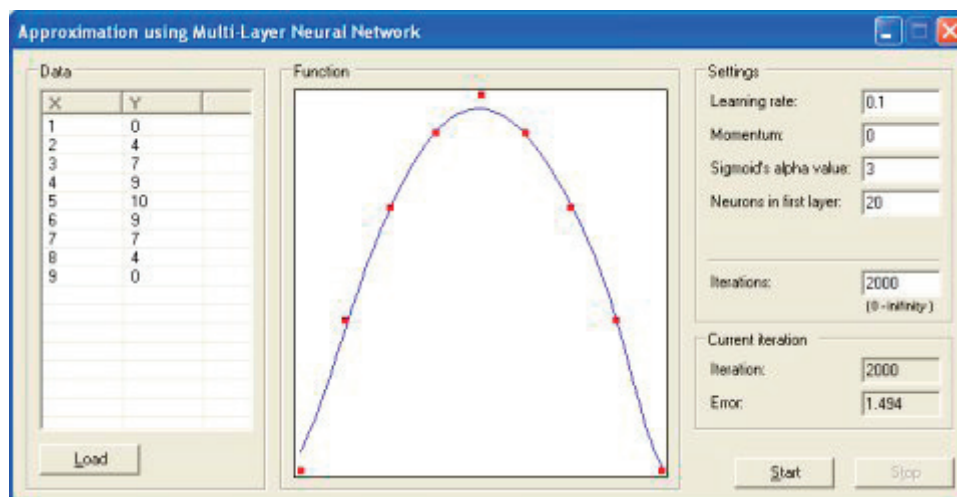 Approximation using Multi-Layer Neural Network
Data
X Y
1 0
2 4
3 7
4 9
5 10
6 9
7 7
8 4
9 0
Load
Function
Settings
Learning rate: 0.1
Momentum: 0
Sigmoid's alpha value: 3
Neurons in first layer: 20
Iterations: 2000
( 0 - inifinity )
Current iteration
Iteration: 2000
Error: 1.494
Start Stop